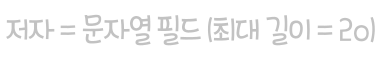 저자 = 문자열 필드 (최대 길이 = 20)